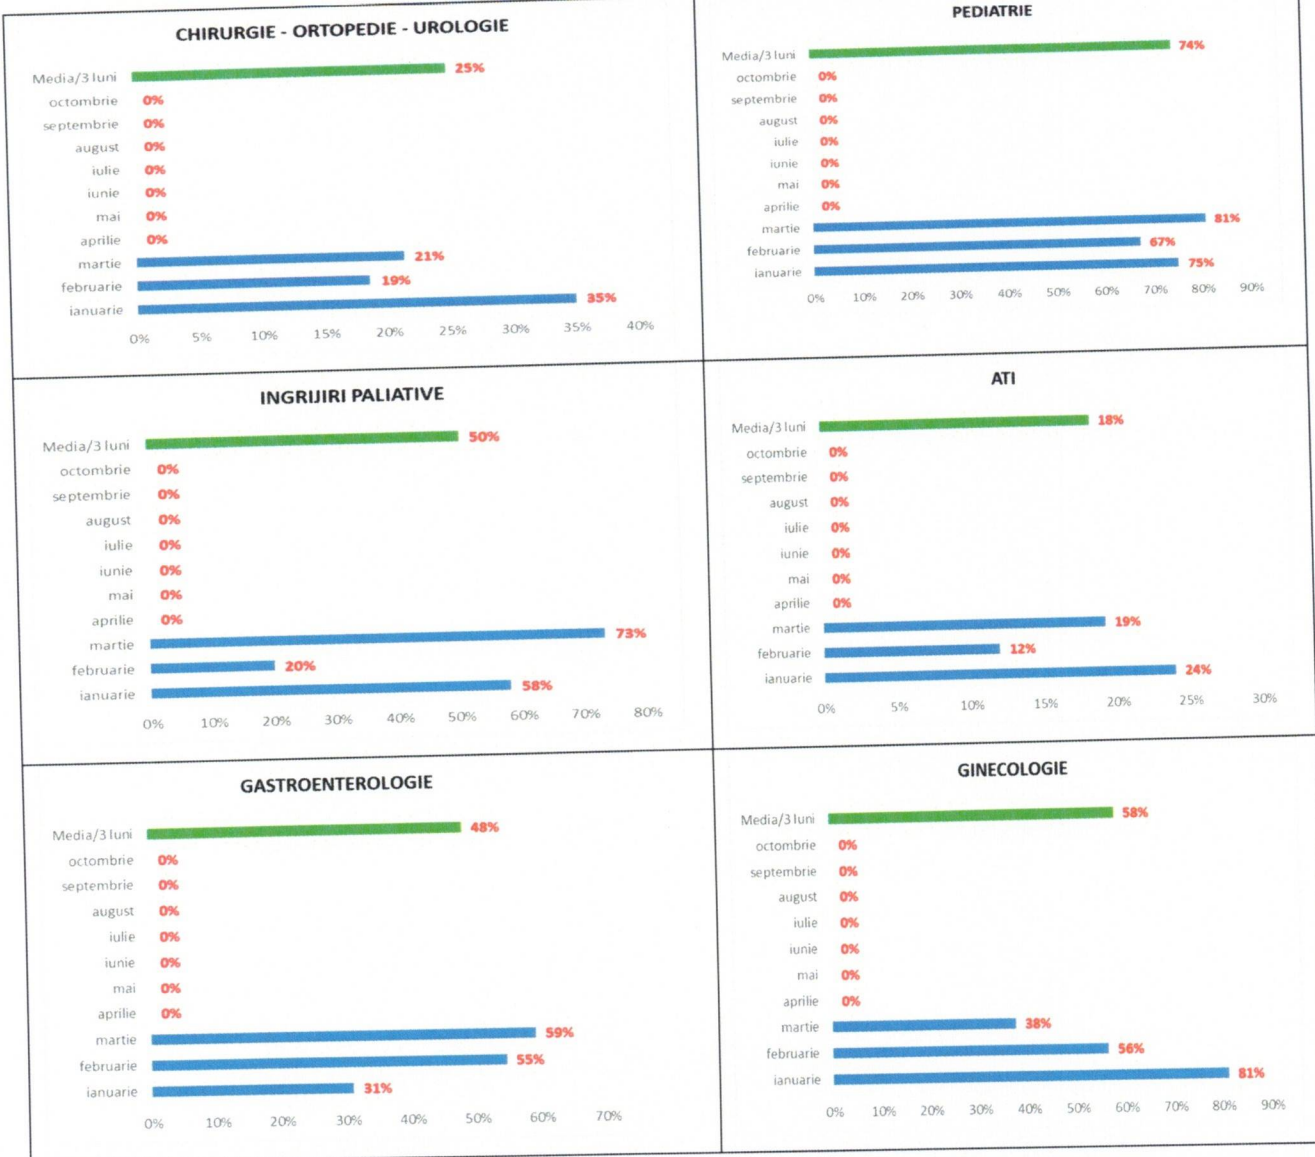 CHIRURGIE - ORTOPEDIE - UROLOGIE
Media/3 luni 25%
octombrie 0%
septembrie 0%
august 0%
iulie 0%
iunie 0%
mai 0%
aprilie 0%
martie 21%
februarie 19%
ianuarie 35%
0% 5% 10% 15% 20% 25% 30% 35% 40%
PEDIATRIE
Media/3 luni 74%
octombrie 0%
septembrie 0%
august 0%
iulie 0%
iunie 0%
mai 0%
aprilie 0%
martie 81%
februarie 67%
ianuarie 75%
0% 10% 20% 30% 40% 50% 60% 70% 80% 90%
INGRIJIRI PALIATIVE
Media/3 luni 50%
octombrie 0%
septembrie 0%
august 0%
iulie 0%
iunie 0%
mai 0%
aprilie 0%
martie 73%
februarie 20%
ianuarie 58%
0% 10% 20% 30% 40% 50% 60% 70% 80%
ATI
Media/3 luni 18%
octombrie 0%
septembrie 0%
august 0%
iulie 0%
iunie 0%
mai 0%
aprilie 0%
martie 19%
februarie 12%
ianuarie 24%
0% 5% 10% 15% 20% 25% 30%
GASTROENTEROLOGIE
Media/3 luni 48%
octombrie 0%
septembrie 0%
august 0%
iulie 0%
iunie 0%
mai 0%
aprilie 0%
martie 59%
februarie 55%
ianuarie 31%
0% 10% 20% 30% 40% 50% 60% 70%
GINECOLOGIE
Media/3 luni 58%
octombrie 0%
septembrie 0%
august 0%
iulie 0%
iunie 0%
mai 0%
aprilie 0%
martie 38%
februarie 56%
ianuarie 81%
0% 10% 20% 30% 40% 50% 60% 70% 80% 90%